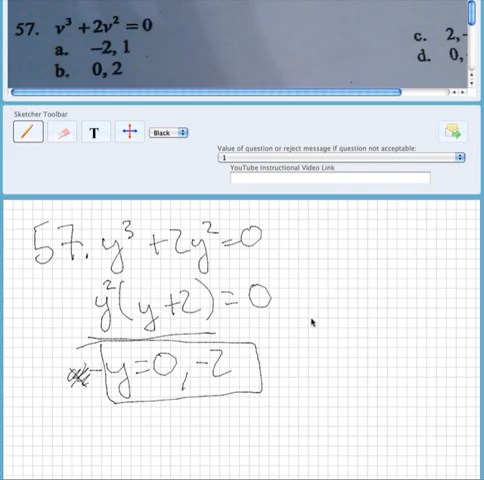 57. v³ + 2v² = 0
a. −2, 1
b. 0, 2
c. 2,-
d. 0,
Sketcher Toolbar
T
Black
Value of question or reject message if question not acceptable:
1
YouTube Instructional Video Link
57. y³ + 2y² = 0
y²(y+2) = 0
y=0, -2